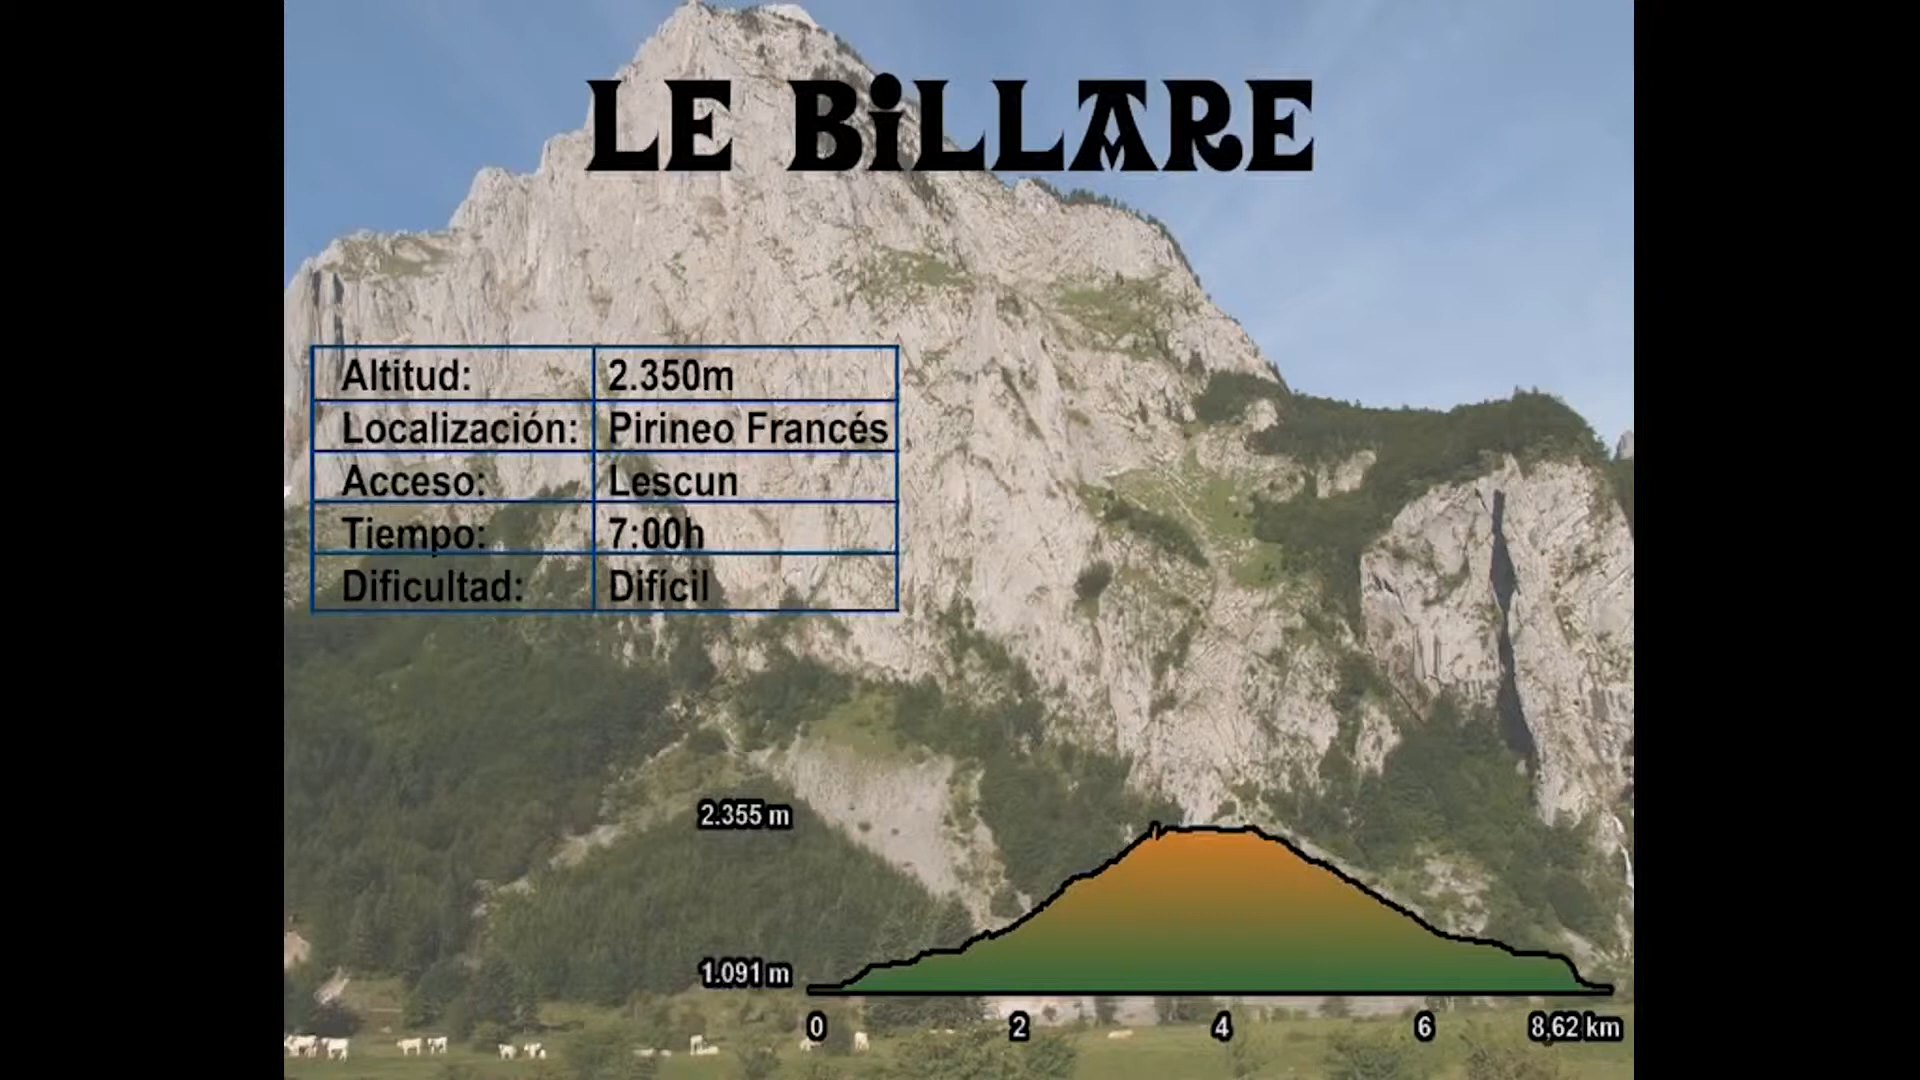 LE BiLLARE
Altitud: 2.350m
Localización: Pirineo Francés
Acceso: Lescun
Tiempo: 7:00h
Dificultad: Difícil
2.355 m
1.091 m
0 2 4 6 8,62 km